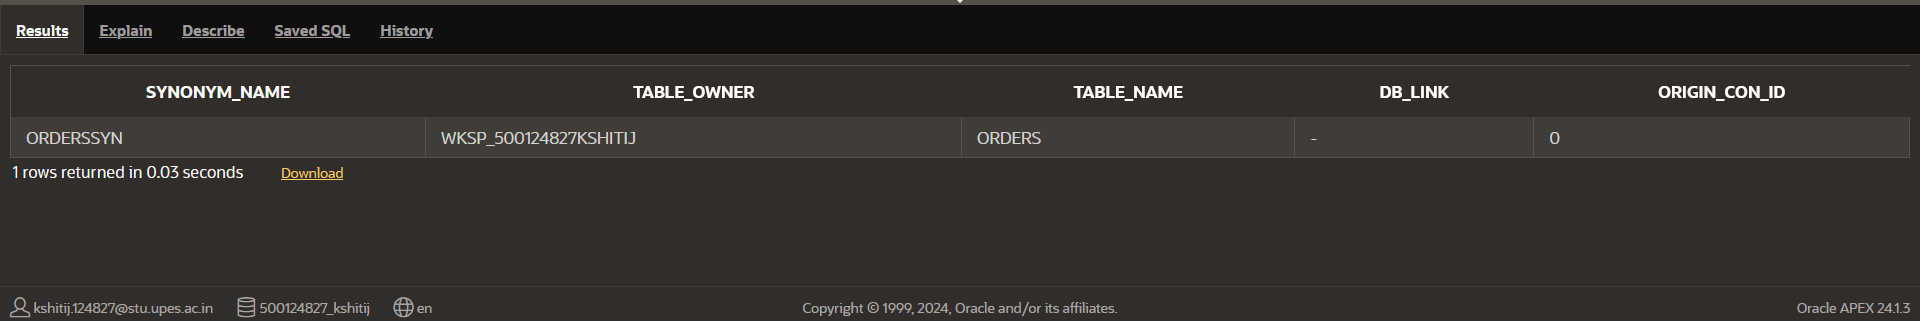 Results Explain Describe Saved SQL History
SYNONYM_NAME TABLE_OWNER TABLE_NAME DB_LINK ORIGIN_CON_ID
ORDERSSYN WKSP_500124827KSHITIJ ORDERS - 0
1 rows returned in 0.03 seconds Download
kshitij.124827@stu.upes.ac.in 500124827_kshitij en Copyright © 1999, 2024, Oracle and/or its affiliates. Oracle APEX 24.1.3